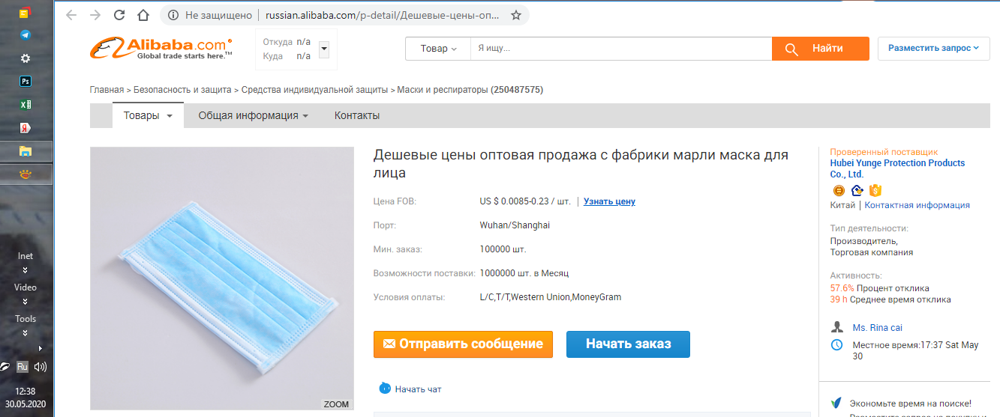 Не защищено
russian.alibaba.com/p-detail/Дешевые-цены-оп...
Alibaba.com
Global trade starts here.™
Откуда n/a
Куда n/a
Товар
Я ищу...
Найти
Разместить запрос
Главная > Безопасность и защита > Средства индивидуальной защиты > Маски и респираторы (250487575)
Товары
Общая информация
Контакты
ZOOM
Дешевые цены оптовая продажа с фабрики марли маска для
лица
Цена FOB: US $ 0.0085-0.23 / шт. | Узнать цену
Порт: Wuhan/Shanghai
Мин. заказ: 100000 шт.
Возможности поставки: 1000000 шт. в Месяц
Условия оплаты: L/C,T/T,Western Union,MoneyGram
Отправить сообщение
Начать заказ
Начать чат
Проверенный поставщик
Hubei Yunge Protection Products
Co., Ltd.
Китай | Контактная информация
Тип деятельности:
Производитель,
Торговая компания
Активность:
57.6% Процент отклика
39 h Среднее время отклика
Ms. Rina cai
Местное время:17:37 Sat May
30
Экономьте время на поиске!
Ps
Я
Inet
Video
Tools
Ru
12:38
30.05.2020